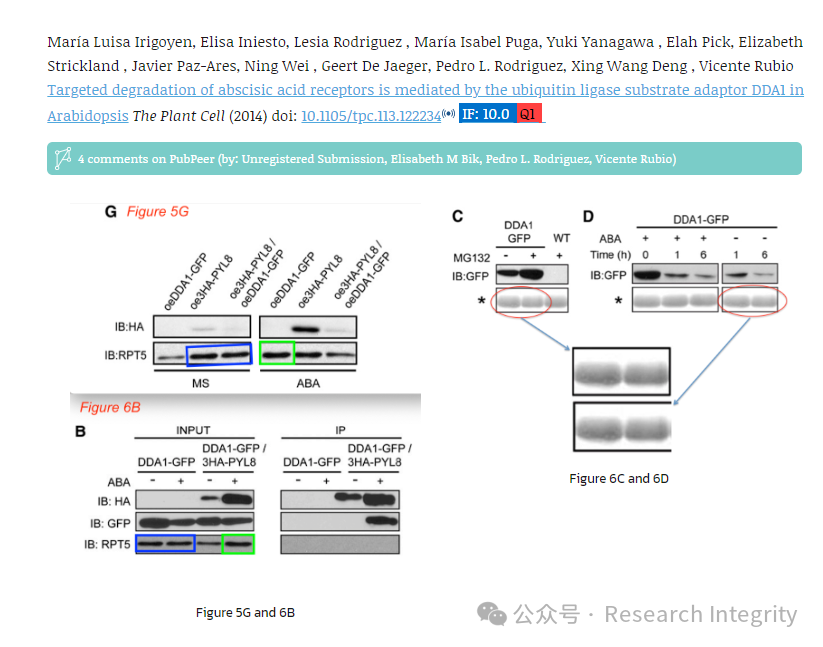 María Luisa Irigoyen, Elisa Iniesto, Lesia Rodriguez , María Isabel Puga, Yuki Yanagawa , Elah Pick, Elizabeth
Strickland , Javier Paz-Ares, Ning Wei , Geert De Jaeger, Pedro L. Rodriguez, Xing Wang Deng , Vicente Rubio
Targeted degradation of abscisic acid receptors is mediated by the ubiquitin ligase substrate adaptor DDA1 in
Arabidopsis The Plant Cell (2014) doi: 10.1105/tpc.113.122234 IF: 10.0 Q1
4 comments on PubPeer (by: Unregistered Submission, Elisabeth M Bik, Pedro L. Rodriguez, Vicente Rubio)
G Figure 5G
oeDDA1-GFP
oe3HA-PYL8
oe3HA-PYL8 /
oeDDA1-GFP
oeDDA1-GFP
oe3HA-PYL8
oe3HA-PYL8 /
oeDDA1-GFP
IB:HA
IB:RPT5
MS ABA
Figure 6B
B
INPUT IP
DDA1-GFP / DDA1-GFP /
DDA1-GFP 3HA-PYL8 DDA1-GFP 3HA-PYL8
ABA - + - + - + - +
IB: HA
IB: GFP
IB: RPT5
Figure 5G and 6B
C
DDA1
GFP WT
MG132 - + +
IB:GFP
*
D
DDA1-GFP
ABA + + + - -
Time (h) 0 1 6 1 6
IB:GFP
*
Figure 6C and 6D
公众号 · Research Integrity